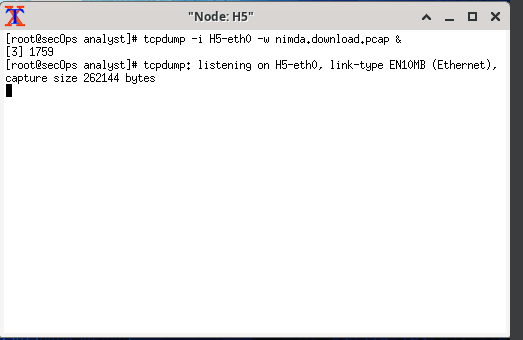 "Node: H5"
[root@secOps analyst]# tcpdump -i H5-eth0 -w nimda.download.pcap &
[3] 1759
[root@secOps analyst]# tcpdump: listening on H5-eth0, link-type EN10MB (Ethernet),
capture size 262144 bytes